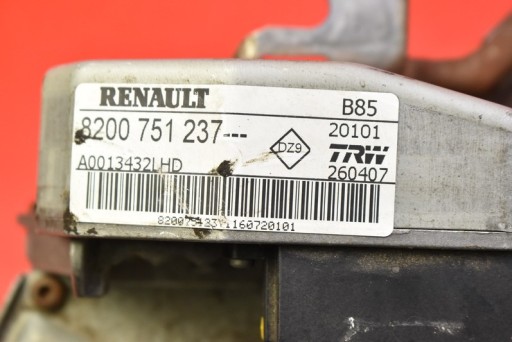 RENAULT B85
8200 751 237--- 20101
DZ9 TRW
A0013432LHD 260407